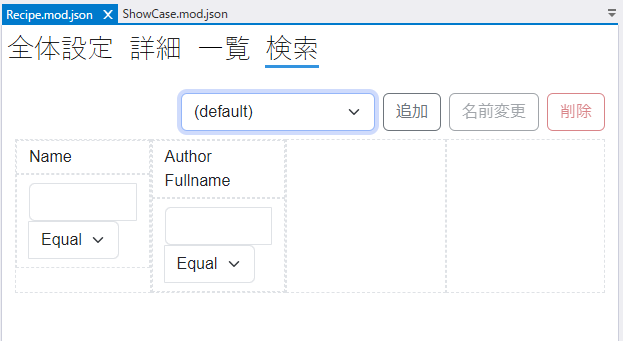 Recipe.mod.json ShowCase.mod.json
全体設定 詳細 一覧 検索
(default) 追加 名前変更 削除
Name
Author Fullname
Equal
Equal